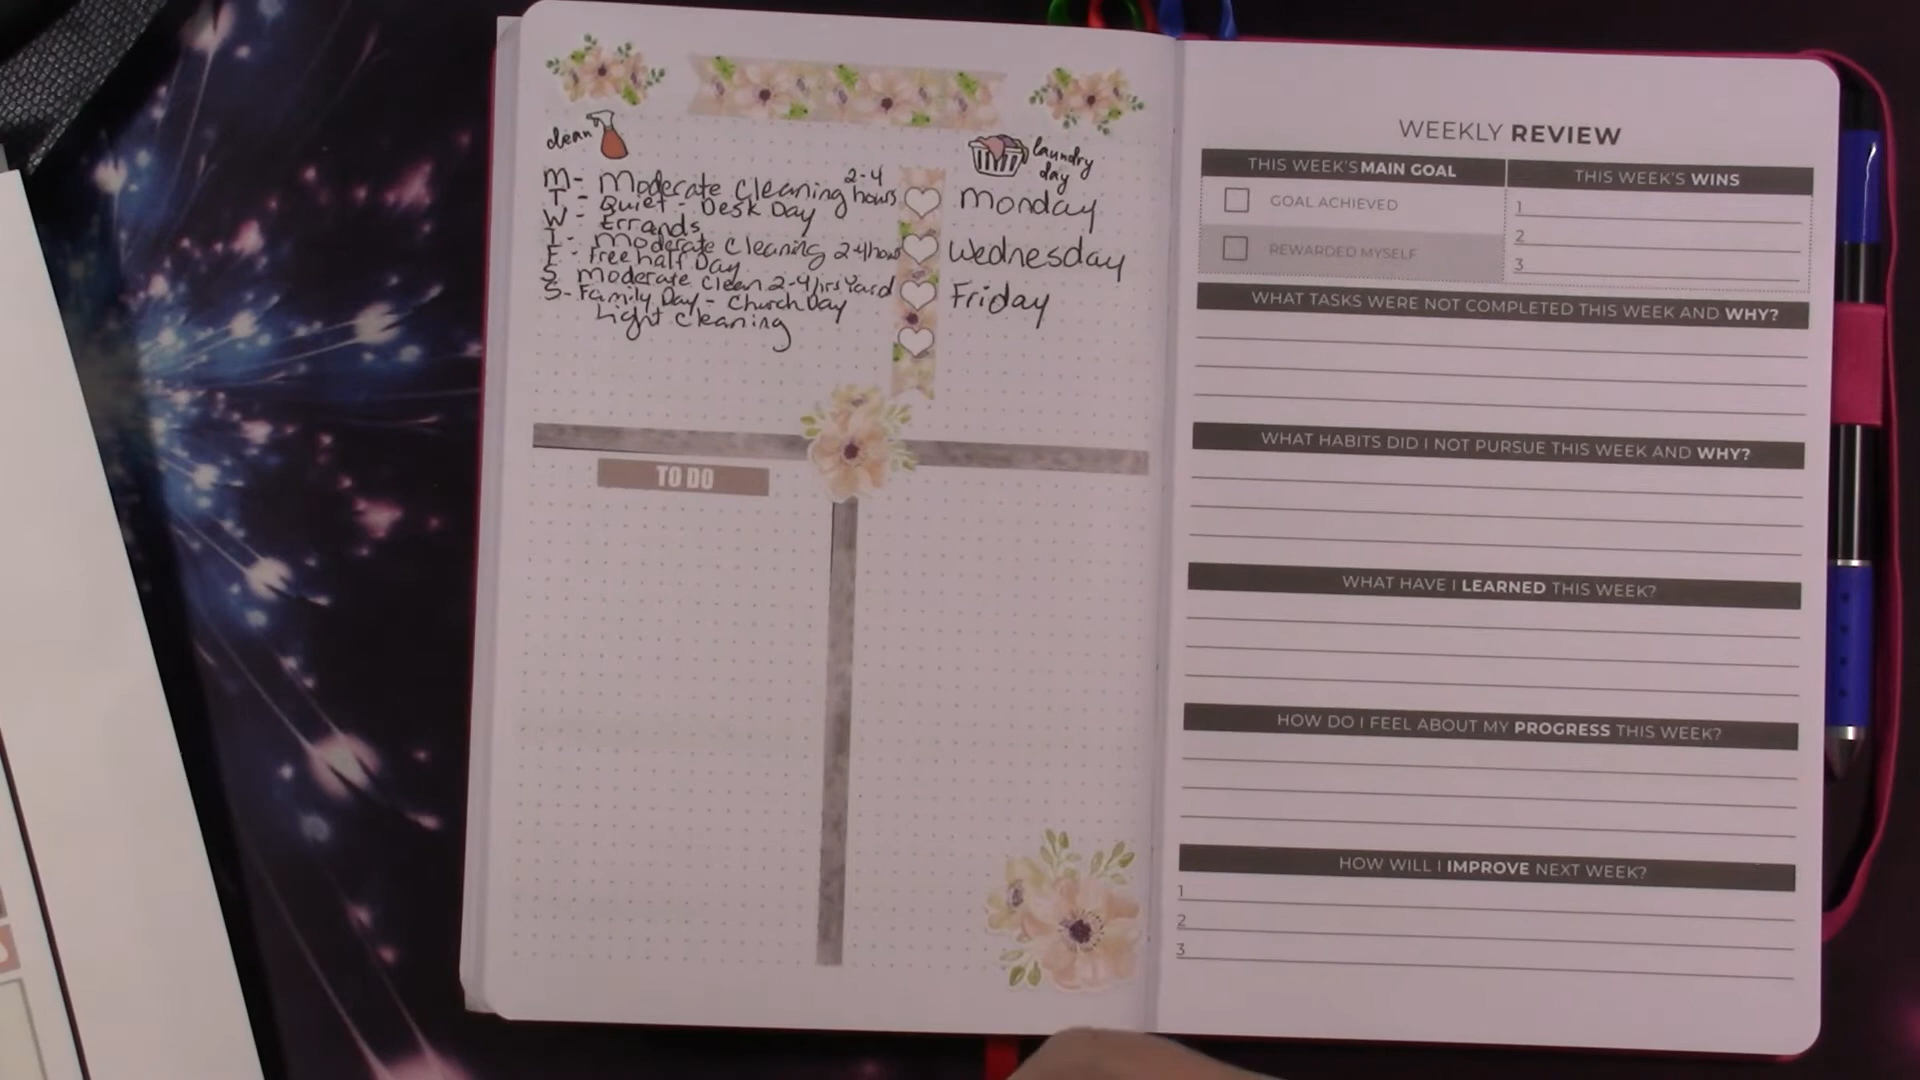 clean
M- Moderate Cleaning 2-4 hours
T- Quiet - Desk Day
W- Errands
T- Moderate Cleaning 2-4 hours
F- Free half Day
S Moderate Clean 2-4 hrs Yard
S- Family Day - Church Day
Light Cleaning
laundry
day
Monday
Wednesday
Friday
TO DO
WEEKLY REVIEW
THIS WEEK'S MAIN GOAL
GOAL ACHIEVED
REWARDED MYSELF
THIS WEEK'S WINS
1
2
3
WHAT TASKS WERE NOT COMPLETED THIS WEEK AND WHY?
WHAT HABITS DID I NOT PURSUE THIS WEEK AND WHY?
WHAT HAVE I LEARNED THIS WEEK?
HOW DO I FEEL ABOUT MY PROGRESS THIS WEEK?
HOW WILL I IMPROVE NEXT WEEK?
1
2
3